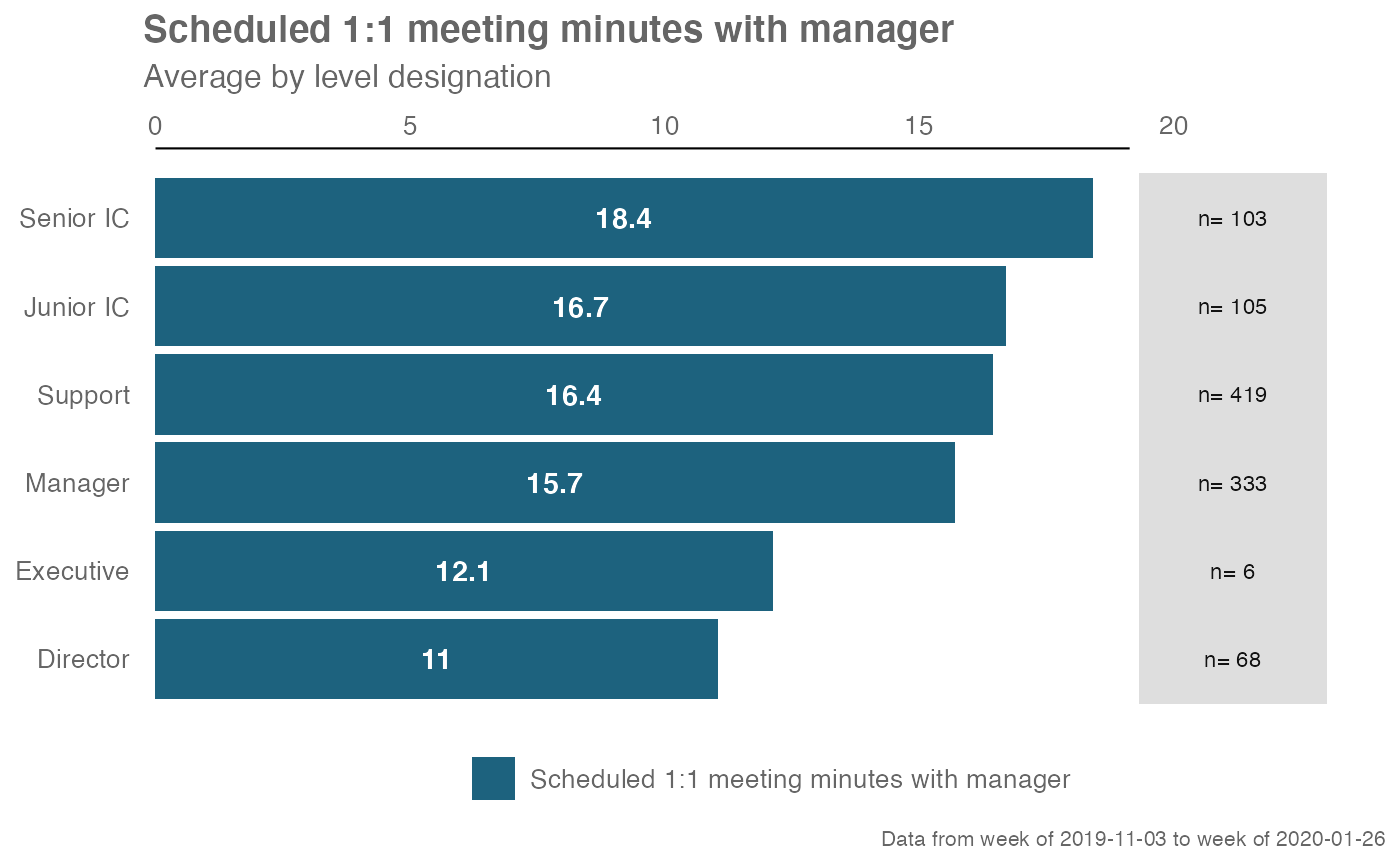 Scheduled 1:1 meeting minutes with manager
Average by level designation
0 5 10 15 20
Senior IC 18.4 n= 103
Junior IC 16.7 n= 105
Support 16.4 n= 419
Manager 15.7 n= 333
Executive 12.1 n= 6
Director 11 n= 68
Scheduled 1:1 meeting minutes with manager
Data from week of 2019-11-03 to week of 2020-01-26